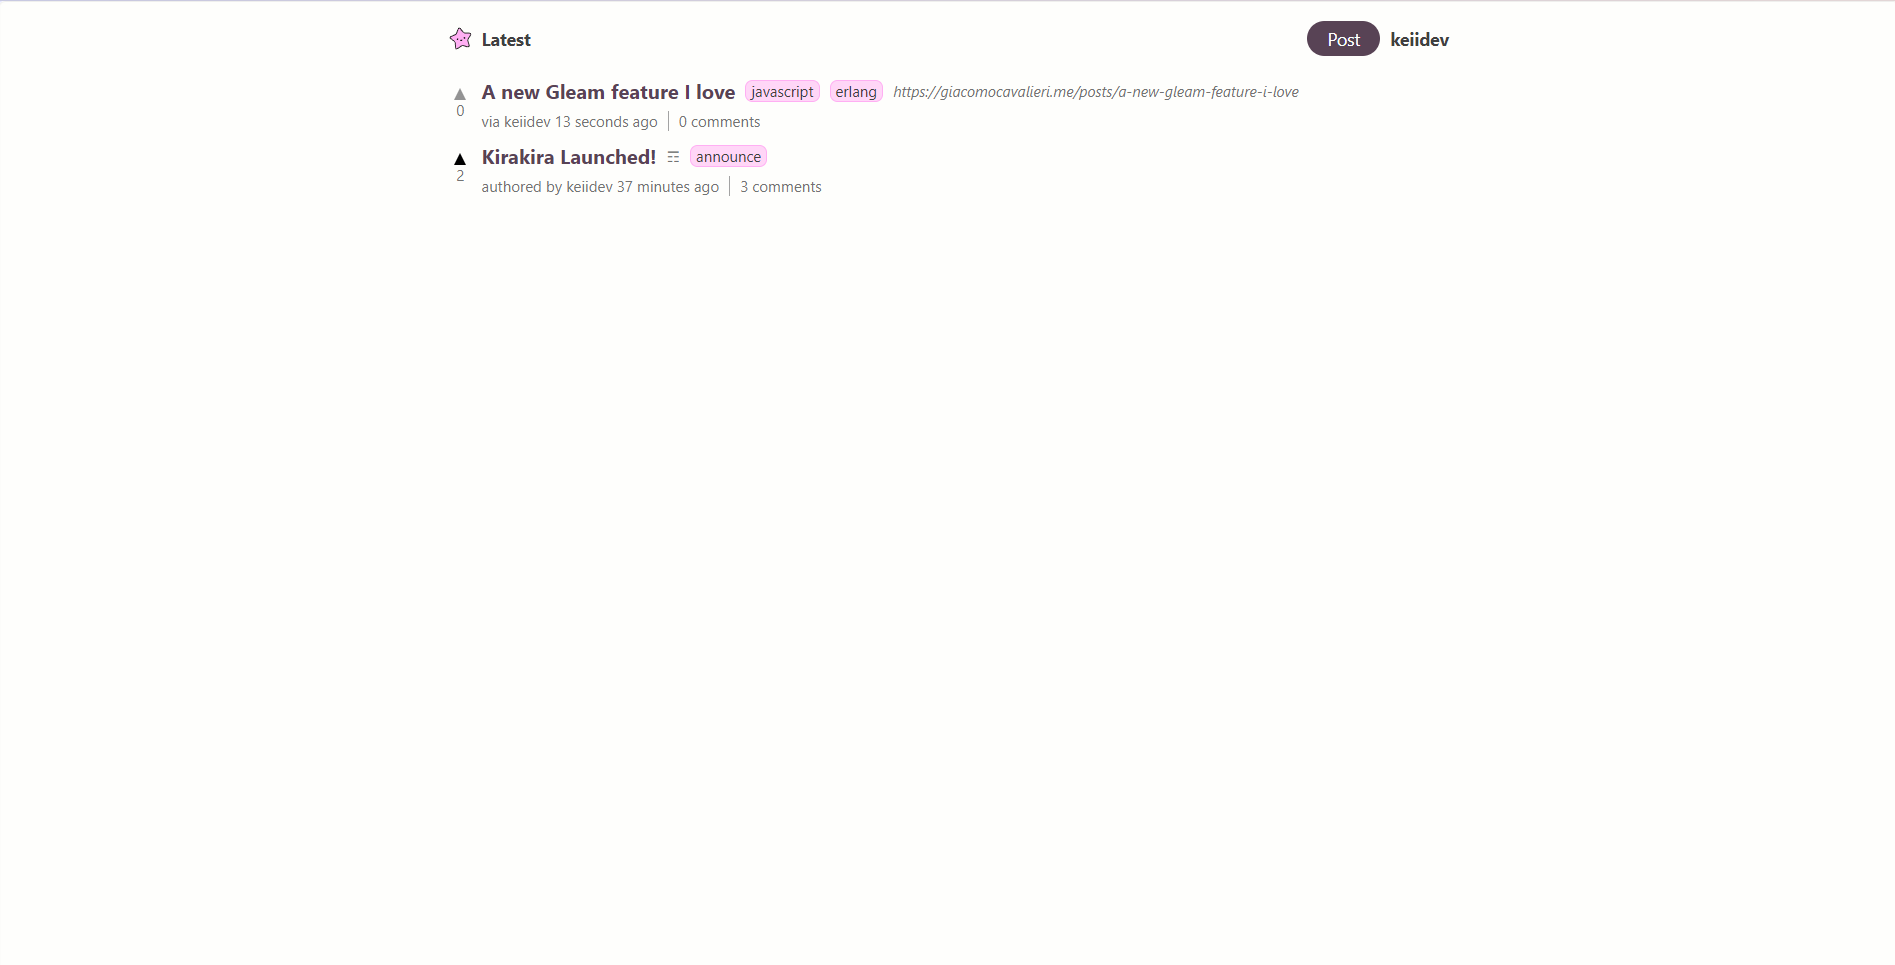 Latest Post keiidev
▲ A new Gleam feature I love javascript erlang https://giacomocavalieri.me/posts/a-new-gleam-feature-i-love
0
via keiidev 13 seconds ago | 0 comments
▲ Kirakira Launched! ☶ announce
2
authored by keiidev 37 minutes ago | 3 comments